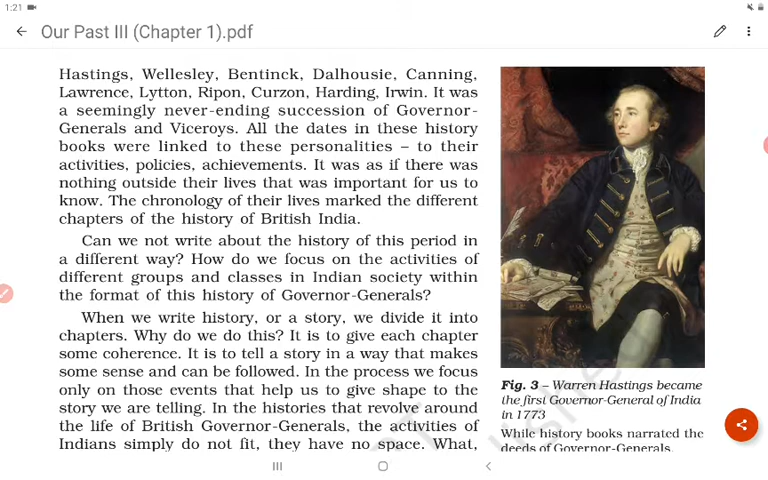 1:21
Our Past III (Chapter 1).pdf
Hastings, Wellesley, Bentinck, Dalhousie, Canning,
Lawrence, Lytton, Ripon, Curzon, Harding, Irwin. It was
a seemingly never-ending succession of Governor-
Generals and Viceroys. All the dates in these history
books were linked to these personalities – to their
activities, policies, achievements. It was as if there was
nothing outside their lives that was important for us to
know. The chronology of their lives marked the different
chapters of the history of British India.
Can we not write about the history of this period in
a different way? How do we focus on the activities of
different groups and classes in Indian society within
the format of this history of Governor-Generals?
When we write history, or a story, we divide it into
chapters. Why do we do this? It is to give each chapter
some coherence. It is to tell a story in a way that makes
some sense and can be followed. In the process we focus
only on those events that help us to give shape to the
story we are telling. In the histories that revolve around
the life of British Governor-Generals, the activities of
Indians simply do not fit, they have no space. What,
Fig. 3 – Warren Hastings became
the first Governor-General of India
in 1773
While history books narrated the
deeds of Governor-Generals,